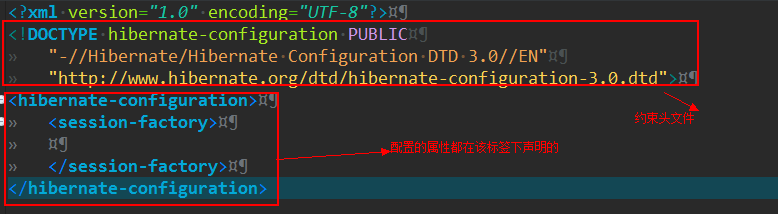 <?xml version="1.0" encoding="UTF-8"?>
<!DOCTYPE hibernate-configuration PUBLIC
"-//Hibernate/Hibernate Configuration DTD 3.0//EN"
"http://www.hibernate.org/dtd/hibernate-configuration-3.0.dtd">
约束头文件
<hibernate-configuration>
<session-factory>
配置的属性都在该标签下声明的
</session-factory>
</hibernate-configuration>